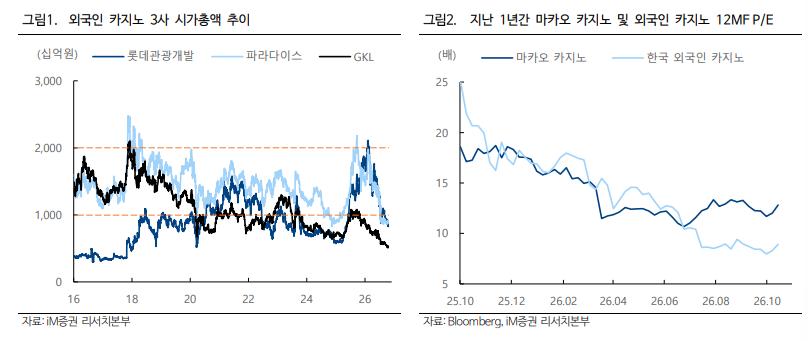 그림1. 외국인 카지노 3사 시가총액 추이
(십억원)
롯데관광개발 파라다이스 GKL
3,000
2,000
1,000
0
16 18 20 22 24 26
자료: iM증권 리서치본부
그림2. 지난 1년간 마카오 카지노 및 외국인 카지노 12MF P/E
(배)
마카오 카지노 한국 외국인 카지노
25
20
15
10
5
25.10 25.12 26.02 26.04 26.06 26.08 26.10
자료: Bloomberg, iM증권 리서치본부